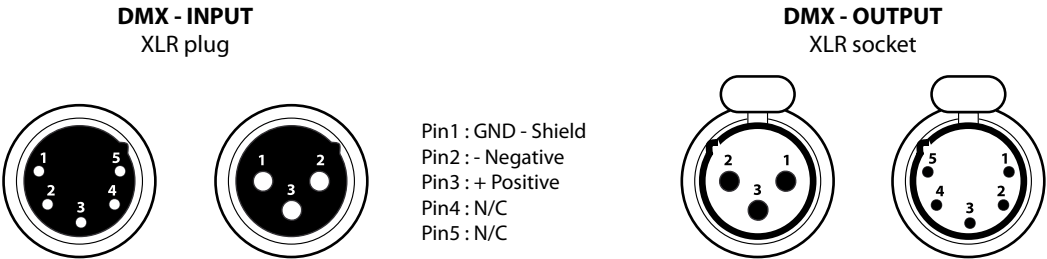 DMX - INPUT
XLR plug
1 5
2 4
3
1 2
3
Pin1 : GND - Shield
Pin2 : - Negative
Pin3 : + Positive
Pin4 : N/C
Pin5 : N/C
DMX - OUTPUT
XLR socket
2 1
3
5 1
4 2
3